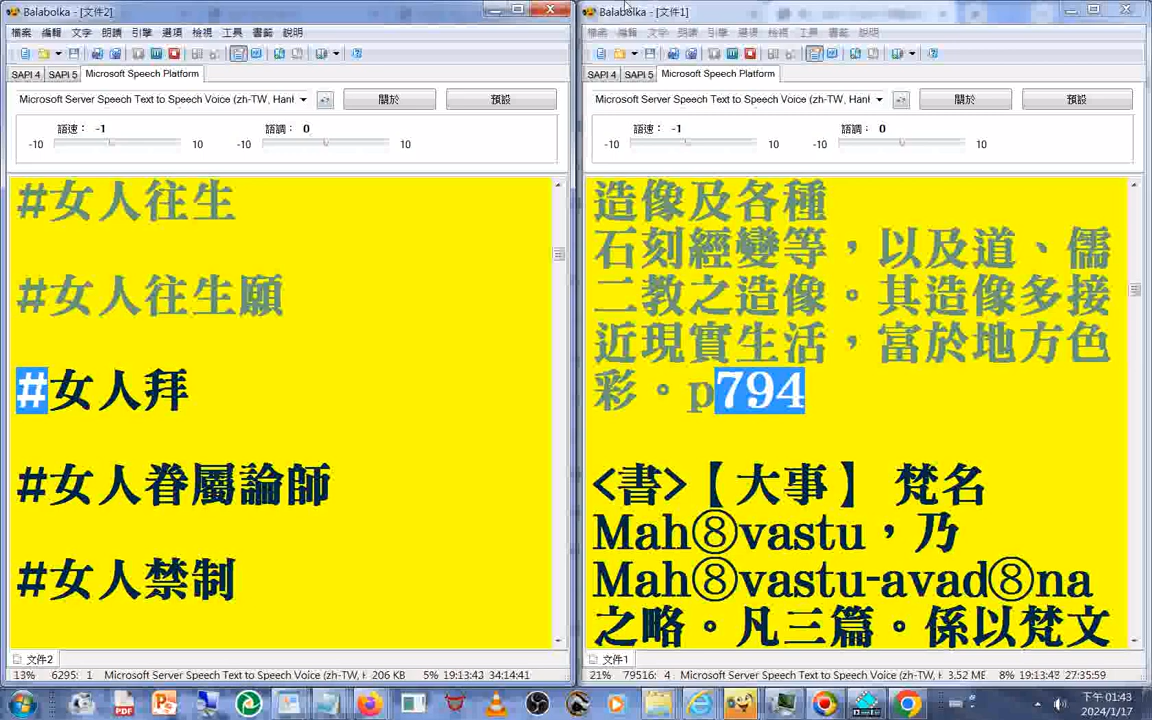 Balabolka - [文件2]
檔案 編輯 文字 朗讀 引擎 選項 檢視 工具 書籤 說明
SAPI 4 SAPI 5 Microsoft Speech Platform
Microsoft Server Speech Text to Speech Voice (zh-TW, Hanl
關於 預設
語速： -1 語調： 0
-10 10 -10 10
#女人往生
#女人往生願
#女人拜
#女人眷屬論師
#女人禁制
文件2
13% 6295: 1 Microsoft Server Speech Text to Speech Voice (zh-TW, H 206 KB 5% 19:13:43 34:14:41
Balabolka - [文件1]
檔案 編輯 文字 朗讀 引擎 選項 檢視 工具 書籤 說明
SAPI 4 SAPI 5 Microsoft Speech Platform
Microsoft Server Speech Text to Speech Voice (zh-TW, Hanl
關於 預設
語速： -1 語調： 0
-10 10 -10 10
造像及各種
石刻經變等，以及道、儒
二教之造像。其造像多接
近現實生活，富於地方色
彩。p794
<書>【大事】 梵名
Mah⑧vastu，乃
Mah⑧vastu-avad⑧na
之略。凡三篇。係以梵文
文件1
21% 79516: 4 Microsoft Server Speech Text to Speech Voice (zh-TW, H 3.52 ME 8% 19:13:43 27:35:59
下午 01:43
2024/1/17